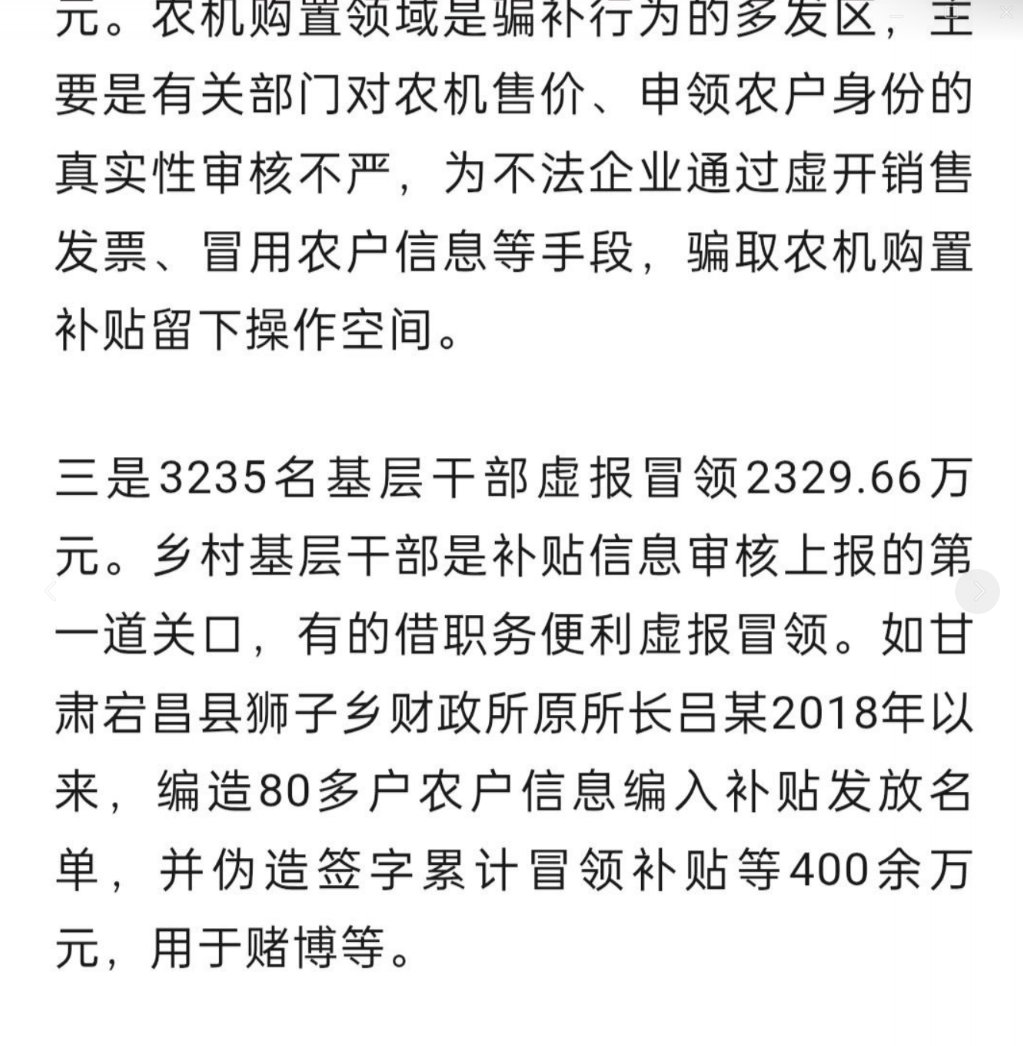 元。农机购置领域是骗补行为的多发区，主
要是有关部门对农机售价、申领农户身份的
真实性审核不严，为不法企业通过虚开销售
发票、冒用农户信息等手段，骗取农机购置
补贴留下操作空间。
三是3235名基层干部虚报冒领2329.66万
元。乡村基层干部是补贴信息审核上报的第
一道关口，有的借职务便利虚报冒领。如甘
肃宕昌县狮子乡财政所原所长吕某2018年以
来，编造80多户农户信息编入补贴发放名
单，并伪造签字累计冒领补贴等400余万
元，用于赌博等。